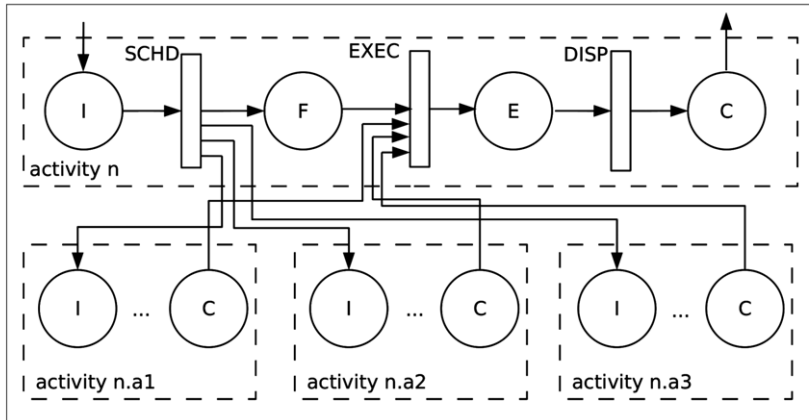 SCHD EXEC DISP
I F E C
activity n
I ... C I ... C I ... C
activity n.a1 activity n.a2 activity n.a3